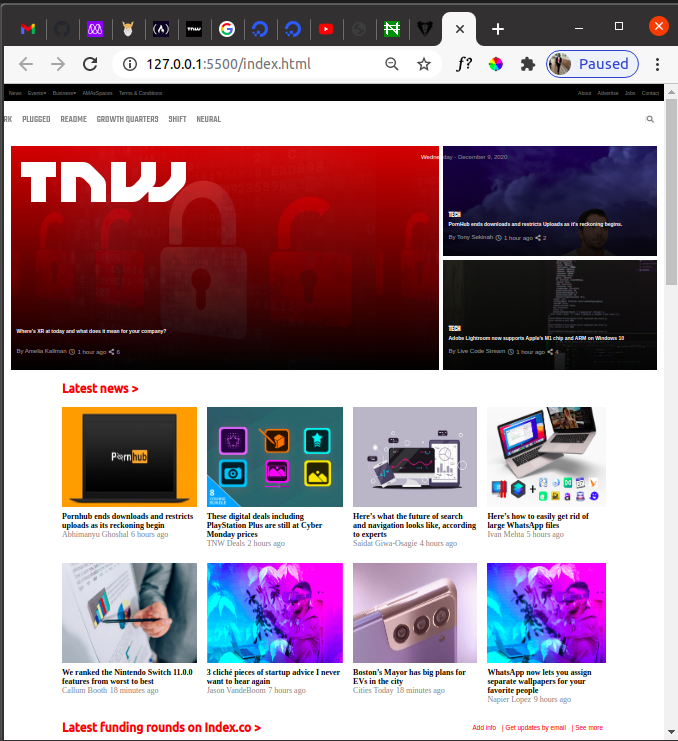 127.0.0.1:5500/index.html
f?
Paused
News Events Business AMAsSpaces Terms & Conditions About Advertise Jobs Contact
RK PLUGGED README GROWTH QUARTERS SHIFT NEURAL
TNW
Wednesday - December 9, 2020
TECH
PornHub ends downloads and restricts Uploads as it's reckoning begins.
By Tony Sekinah 1 hour ago 2
Where's XR at today and what does it mean for your company?
By Amelia Kallman 1 hour ago 6
TECH
Adobe Lightroom now supports Apple's M1 chip and ARM on Windows 10
By Live Code Stream 1 hour ago 4
Latest news >
Pornhub
8
COURSE
BUNDLE
Pornhub ends downloads and restricts
uploads as its reckoning begin
Abhimanyu Ghoshal 6 hours ago
These digital deals including
PlayStation Plus are still at Cyber
Monday prices
TNW Deals 2 hours ago
Here's what the future of search
and navigation looks like, according
to experts
Saidat Giwa-Osagie 4 hours ago
Here's how to easily get rid of
large WhatsApp files
Ivan Mehta 5 hours ago
We ranked the Nintendo Switch 11.0.0
features from worst to best
Callum Booth 18 minutes ago
3 cliché pieces of startup advice I never
want to hear again
Jason VandeBoom 7 hours ago
Boston's Mayor has big plans for
EVs in the city
Cities Today 18 minutes ago
WhatsApp now lets you assign
separate wallpapers for your
favorite people
Napier Lopez 9 hours ago
Latest funding rounds on Index.co >
Add info | Get updates by email | See more